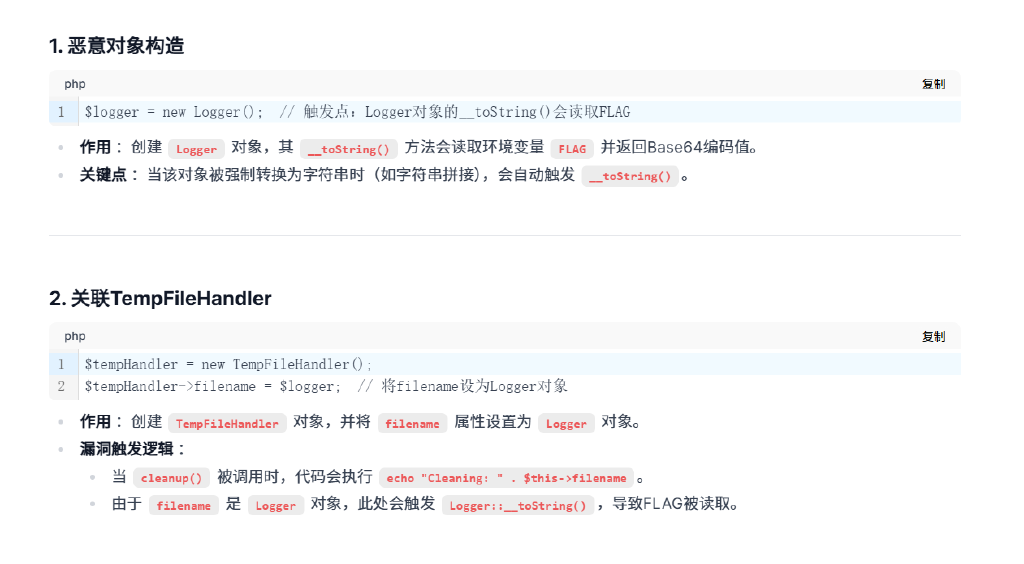 1. 恶意对象构造
php 复制
1 $logger = new Logger(); // 触发点：Logger对象的__toString()会读取FLAG
作用：创建 Logger 对象，其 __toString() 方法会读取环境变量 FLAG 并返回Base64编码值。
关键点：当该对象被强制转换为字符串时（如字符串拼接），会自动触发 __toString() 。
2. 关联TempFileHandler
php 复制
1 $tempHandler = new TempFileHandler();
2 $tempHandler->filename = $logger; // 将filename设为Logger对象
作用：创建 TempFileHandler 对象，并将 filename 属性设置为 Logger 对象。
漏洞触发逻辑：
当 cleanup() 被调用时，代码会执行 echo "Cleaning: " . $this->filename 。
由于 filename 是 Logger 对象，此处会触发 Logger::__toString() ，导致FLAG被读取。